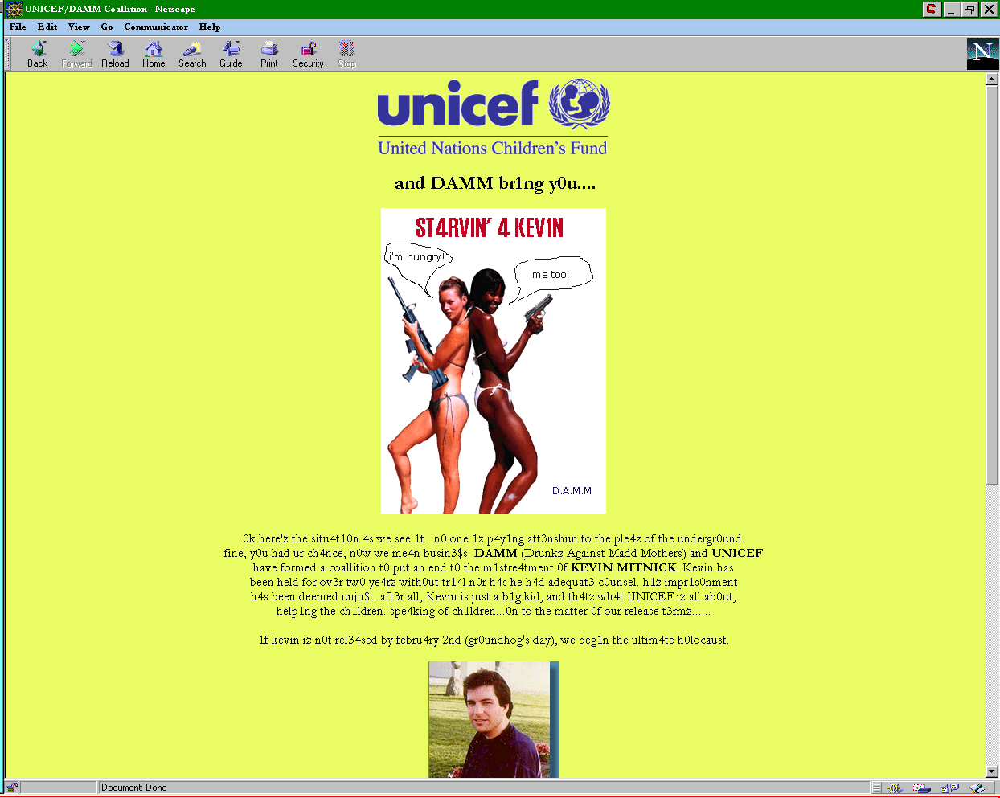 UNICEF/DAMM Coallition - Netscape
File Edit View Go Communicator Help
N
Back Forward Reload Home Search Guide Print Security Stop
unicef
United Nations Children's Fund
and DAMM br1ng y0u....
ST4RVIN' 4 KEV1N
i'm hungry!
me too!!
D.A.M.M
0k here'z the situ4t10n 4s we see 1t...n0 one 1z p4y1ng att3nshun to the ple4z of the undergr0und.
fine, y0u had ur ch4nce, n0w we me4n busin3$s. DAMM (Drunkz Against Madd Mothers) and UNICEF
have formed a coallition t0 put an end t0 the m1stre4tment 0f KEVIN MITNICK. Kevin has
been held for ov3r tw0 ye4rz with0ut tr14l n0r h4s he h4d adequat3 c0unsel. h1z impr1s0nment
h4s been deemed unju$t. aft3r all, Kevin is just a b1g kid, and th4tz wh4t UNICEF iz all ab0ut,
help1ng the ch1ldren. spe4king of ch1ldren...0n to the matter 0f our release t3rmz......
1f kevin iz n0t rel34sed by febru4ry 2nd (gr0undhog's day), we beg1n the ultim4te h0locaust.
Document: Done